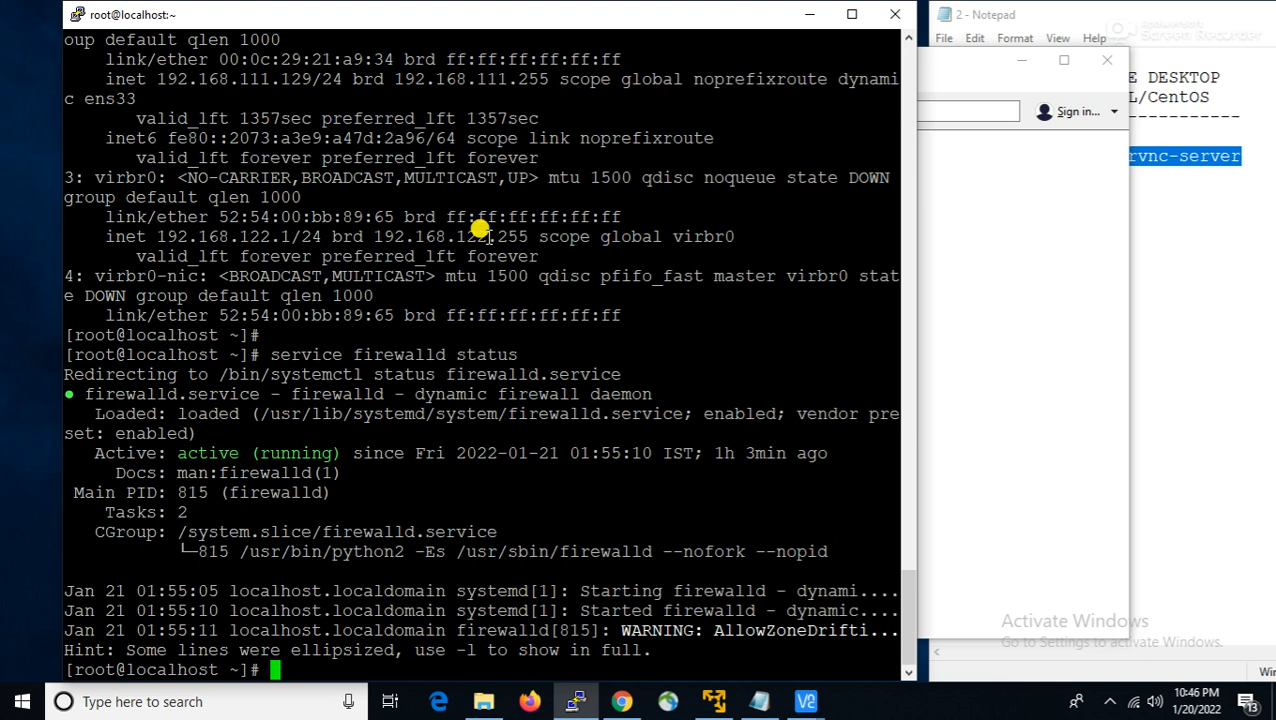 root@localhost:~
oup default qlen 1000
link/ether 00:0c:29:21:a9:34 brd ff:ff:ff:ff:ff:ff
inet 192.168.111.129/24 brd 192.168.111.255 scope global noprefixroute dynami
c ens33
valid_lft 1357sec preferred_lft 1357sec
inet6 fe80::2073:a3e9:a47d:2a96/64 scope link noprefixroute
valid_lft forever preferred_lft forever
3: virbr0: <NO-CARRIER,BROADCAST,MULTICAST,UP> mtu 1500 qdisc noqueue state DOWN
group default qlen 1000
link/ether 52:54:00:bb:89:65 brd ff:ff:ff:ff:ff:ff
inet 192.168.122.1/24 brd 192.168.122.255 scope global virbr0
valid_lft forever preferred_lft forever
4: virbr0-nic: <BROADCAST,MULTICAST> mtu 1500 qdisc pfifo_fast master virbr0 stat
e DOWN group default qlen 1000
link/ether 52:54:00:bb:89:65 brd ff:ff:ff:ff:ff:ff
[root@localhost ~]#
[root@localhost ~]# service firewalld status
Redirecting to /bin/systemctl status firewalld.service
● firewalld.service - firewalld - dynamic firewall daemon
Loaded: loaded (/usr/lib/systemd/system/firewalld.service; enabled; vendor pre
set: enabled)
Active: active (running) since Fri 2022-01-21 01:55:10 IST; 1h 3min ago
Docs: man:firewalld(1)
Main PID: 815 (firewalld)
Tasks: 2
CGroup: /system.slice/firewalld.service
└─815 /usr/bin/python2 -Es /usr/sbin/firewalld --nofork --nopid
Jan 21 01:55:05 localhost.localdomain systemd[1]: Starting firewalld - dynami....
Jan 21 01:55:10 localhost.localdomain systemd[1]: Started firewalld - dynamic....
Jan 21 01:55:11 localhost.localdomain firewalld[815]: WARNING: AllowZoneDrifti...
Hint: Some lines were ellipsized, use -l to show in full.
[root@localhost ~]#
2 - Notepad
File Edit Format View Help
Apowersoft
Screen Recorder
E DESKTOP
L/CentOS
-----------
rvnc-server
Sign in...
Activate Windows
Go to Settings to activate Windows.
Win
Type here to search
V2
10:46 PM
1/20/2022
13